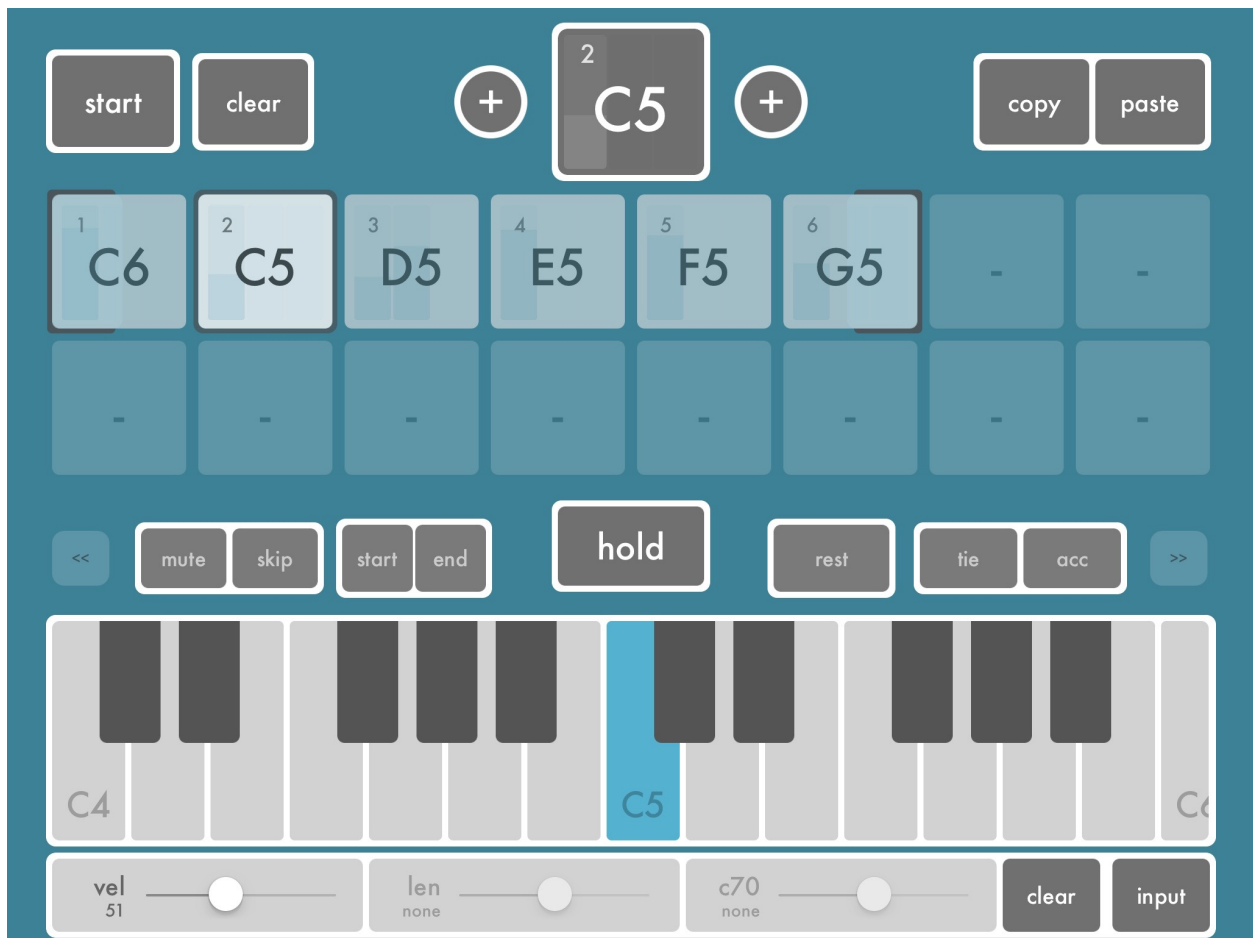 start clear + 2 C5 + copy paste
1 2 3 4 5 6
C6 C5 D5 E5 F5 G5 - -
- - - - - - - -
<< mute skip start end hold rest tie acc >>
C4 C5 C6
vel len c70 clear input
51 none none